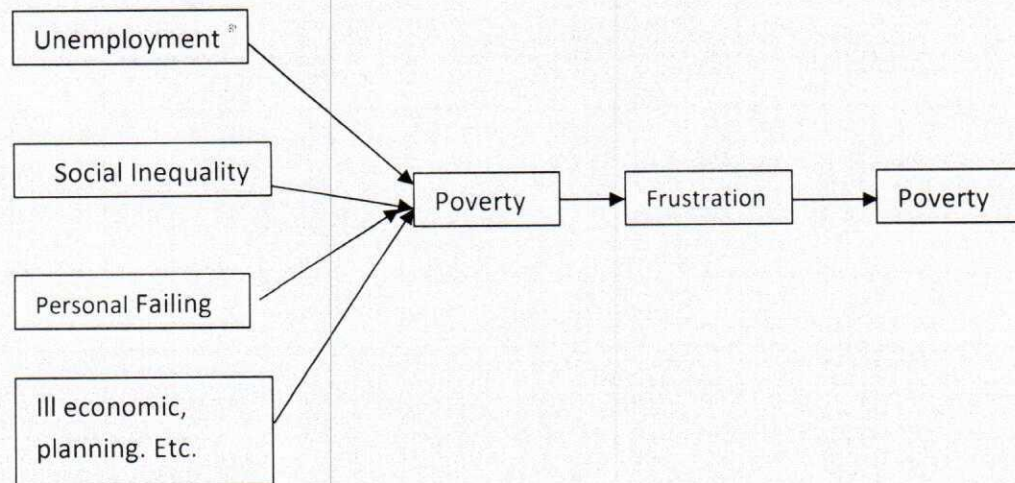 Unemployment
Social Inequality
Poverty
Frustration
Poverty
Personal Failing
Ill economic,
planning. Etc.